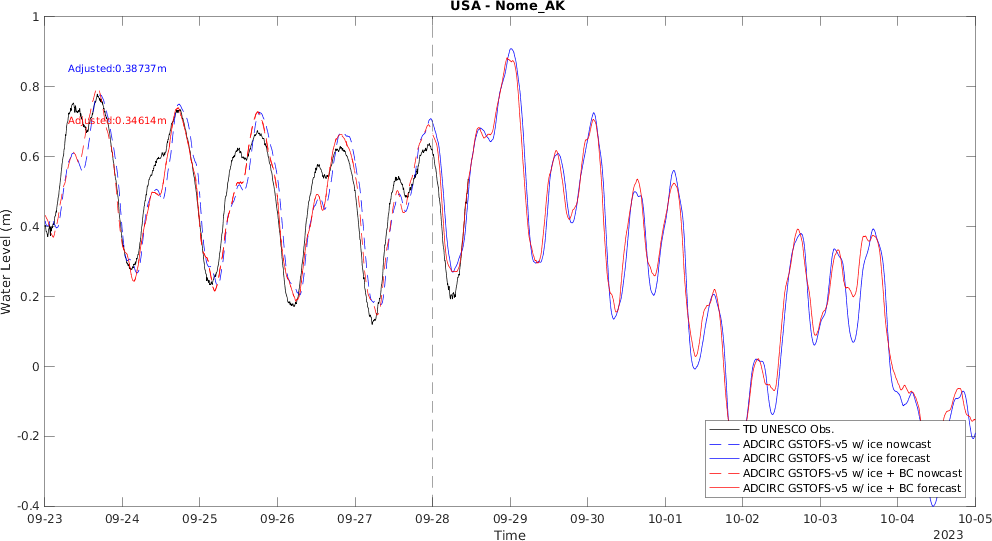 USA - Nome_AK
Adjusted:0.38737m
Adjusted:0.34614m
Water Level (m)
1
0.8
0.6
0.4
0.2
0
-0.2
-0.4
TD UNESCO Obs.
ADCIRC GSTOFS-v5 w/ ice nowcast
ADCIRC GSTOFS-v5 w/ ice forecast
ADCIRC GSTOFS-v5 w/ ice + BC nowcast
ADCIRC GSTOFS-v5 w/ ice + BC forecast
09-23 09-24 09-25 09-26 09-27 09-28 09-29 09-30 10-01 10-02 10-03 10-04 10-05
Time
2023